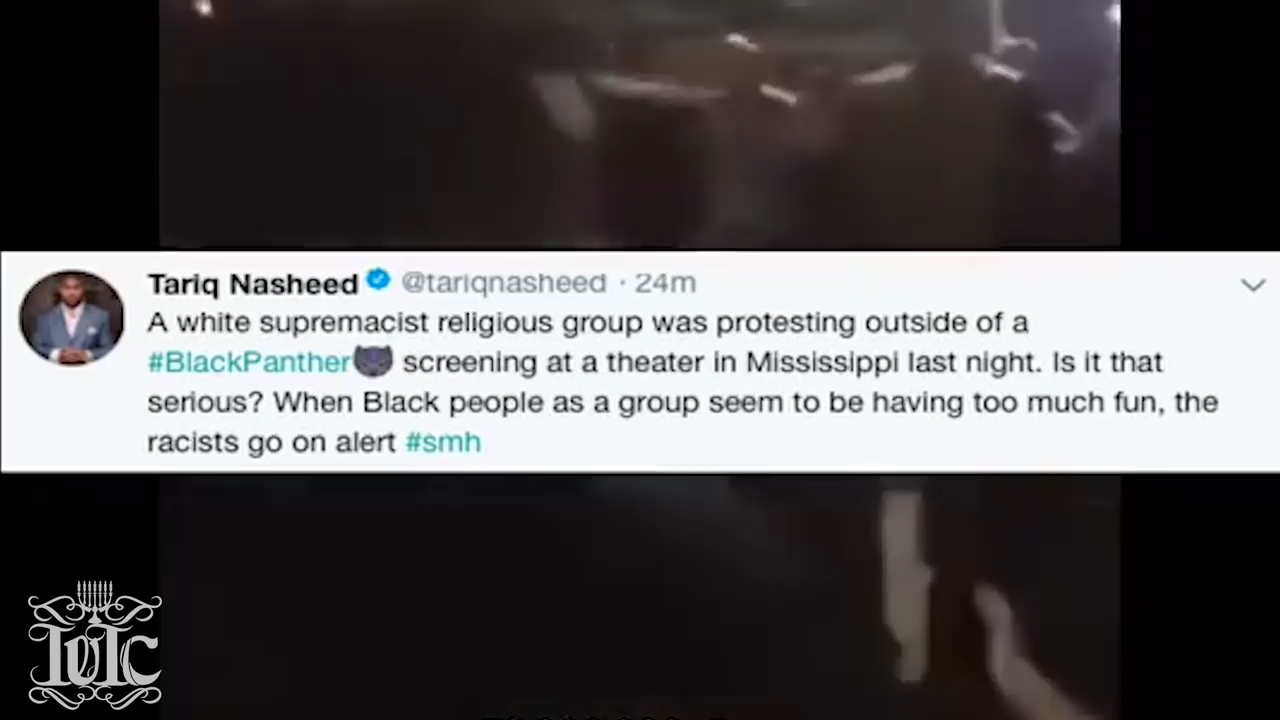 Tariq Nasheed @tariqnasheed · 24m
A white supremacist religious group was protesting outside of a
#BlackPanther screening at a theater in Mississippi last night. Is it that
serious? When Black people as a group seem to be having too much fun, the
racists go on alert #smh
IUIC